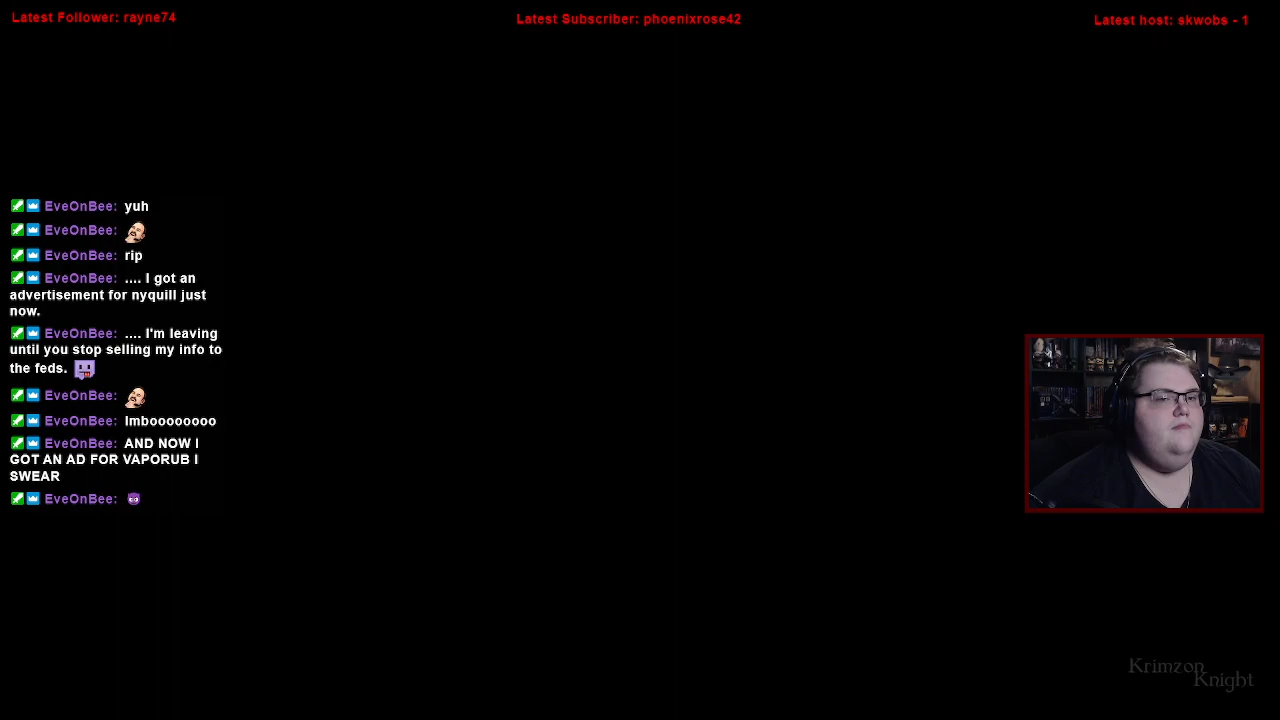 Latest Follower: rayne74
Latest Subscriber: phoenixrose42
Latest host: skwobs - 1
EveOnBee: yuh
EveOnBee:
EveOnBee: rip
EveOnBee: .... I got an
advertisement for nyquill just
now.
EveOnBee: .... I'm leaving
until you stop selling my info to
the feds.
EveOnBee:
EveOnBee: lmboooooooo
EveOnBee: AND NOW I
GOT AN AD FOR VAPORUB I
SWEAR
EveOnBee:
Krimzon
Knight